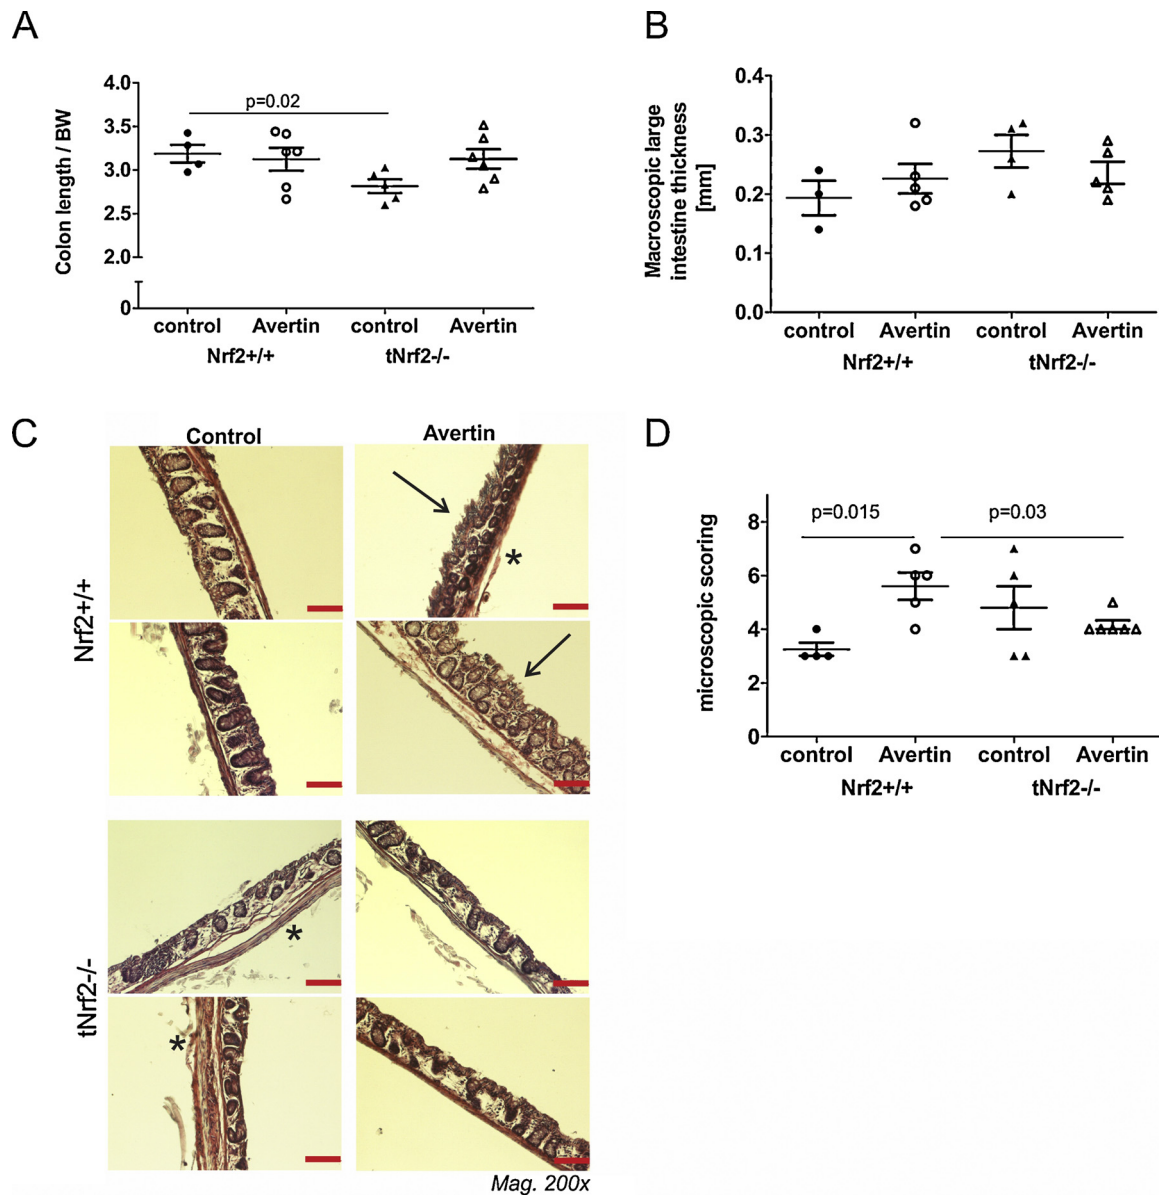 A
4.0
3.5
3.0
2.5
2.0
0
Colon length / BW
p=0.02
control Avertin control Avertin
Nrf2+/+ tNrf2-/-
B
0.4
0.3
0.2
0.1
0.0
Macroscopic large
intestine thickness
[mm]
control Avertin control Avertin
Nrf2+/+ tNrf2-/-
C
Control Avertin
Nrf2+/+
*
tNrf2-/-
*
*
Mag. 200x
D
8
6
4
2
0
microscopic scoring
p=0.015 p=0.03
control Avertin control Avertin
Nrf2+/+ tNrf2-/-